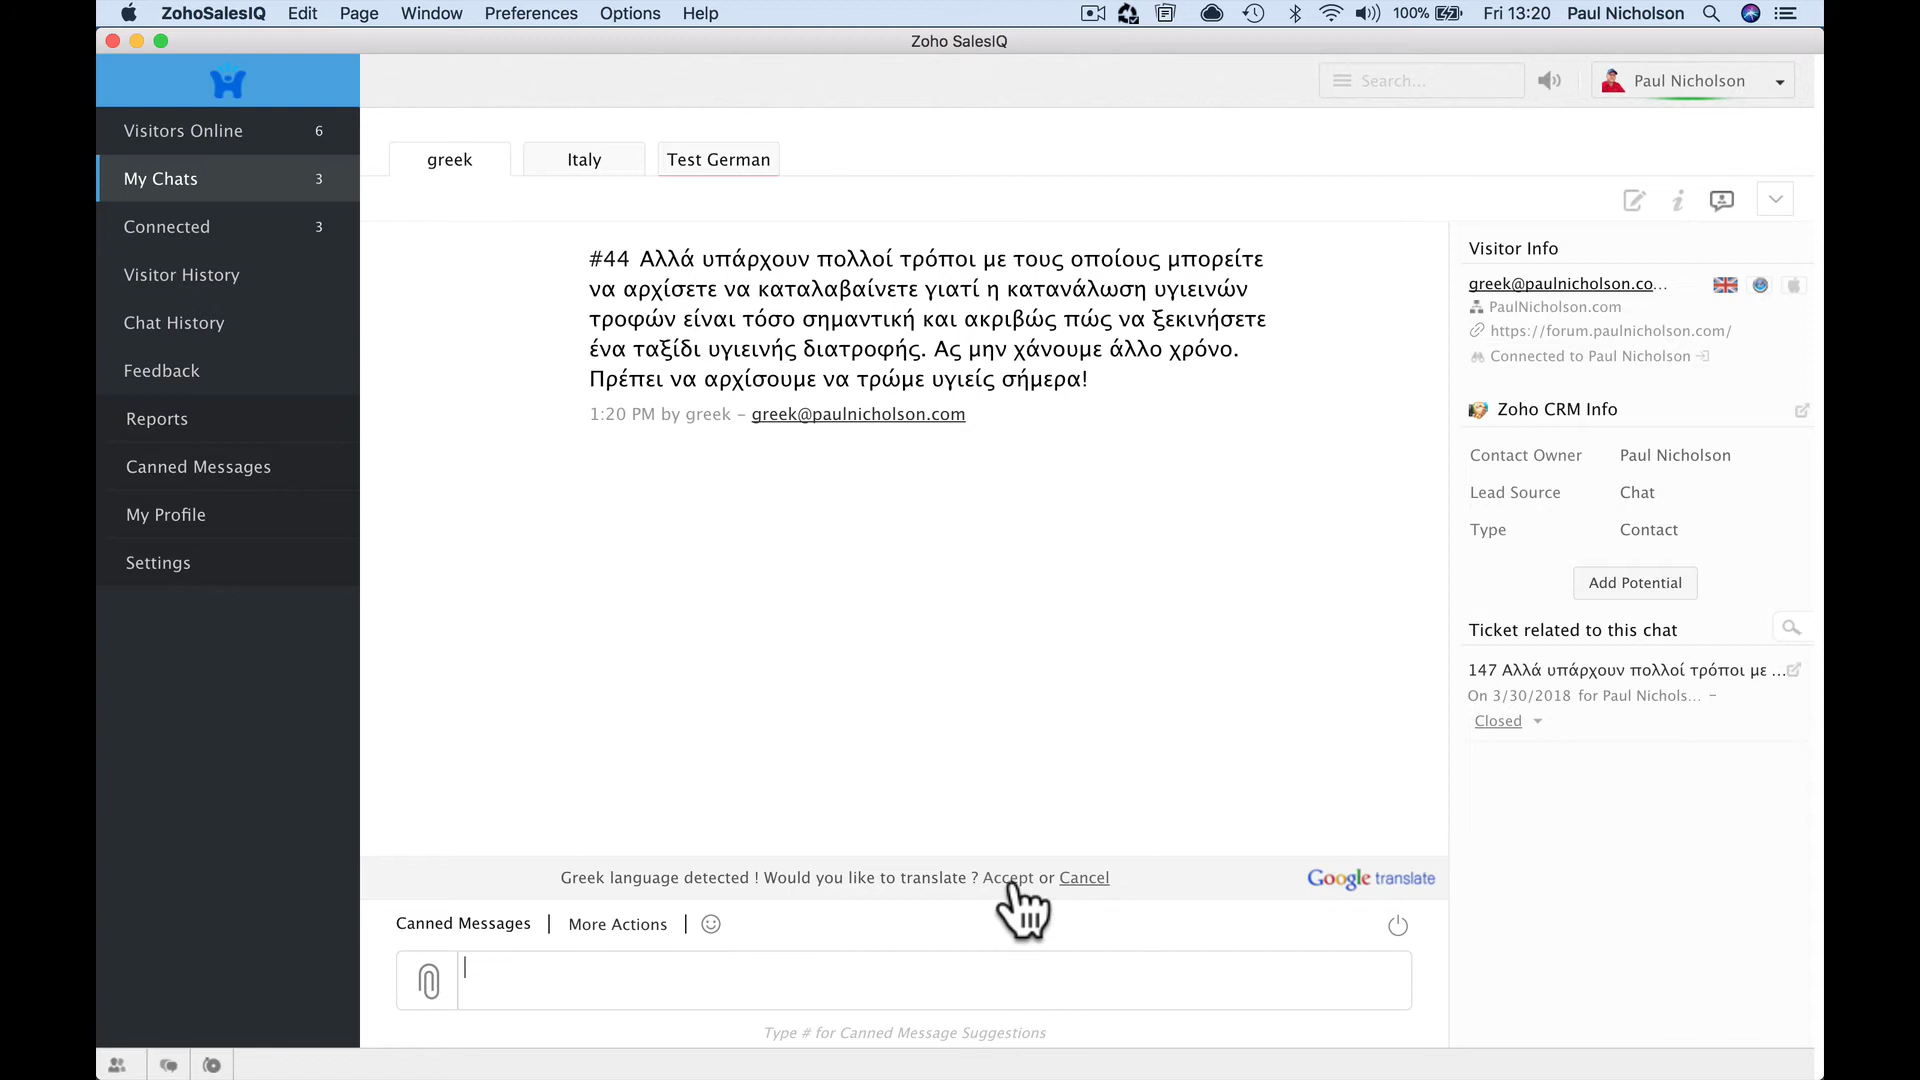 ZohoSalesIQ Edit Page Window Preferences Options Help 100% Fri 13:20 Paul Nicholson
Zoho SalesIQ
Search... Paul Nicholson
Visitors Online 6
My Chats 3
Connected 3
Visitor History
Chat History
Feedback
Reports
Canned Messages
My Profile
Settings
greek Italy Test German
#44 Αλλά υπάρχουν πολλοί τρόποι με τους οποίους μπορείτε
να αρχίσετε να καταλαβαίνετε γιατί η κατανάλωση υγιεινών
τροφών είναι τόσο σημαντική και ακριβώς πώς να ξεκινήσετε
ένα ταξίδι υγιεινής διατροφής. Ας μην χάνουμε άλλο χρόνο.
Πρέπει να αρχίσουμε να τρώμε υγιείς σήμερα!
1:20 PM by greek – greek@paulnicholson.com
Greek language detected ! Would you like to translate ? Accept or Cancel
Google translate
Canned Messages | More Actions |
Type # for Canned Message Suggestions
Visitor Info
greek@paulnicholson.co...
PaulNicholson.com
https://forum.paulnicholson.com/
Connected to Paul Nicholson
Zoho CRM Info
Contact Owner Paul Nicholson
Lead Source Chat
Type Contact
Add Potential
Ticket related to this chat
147 Αλλά υπάρχουν πολλοί τρόποι με ...
On 3/30/2018 for Paul Nichols... –
Closed